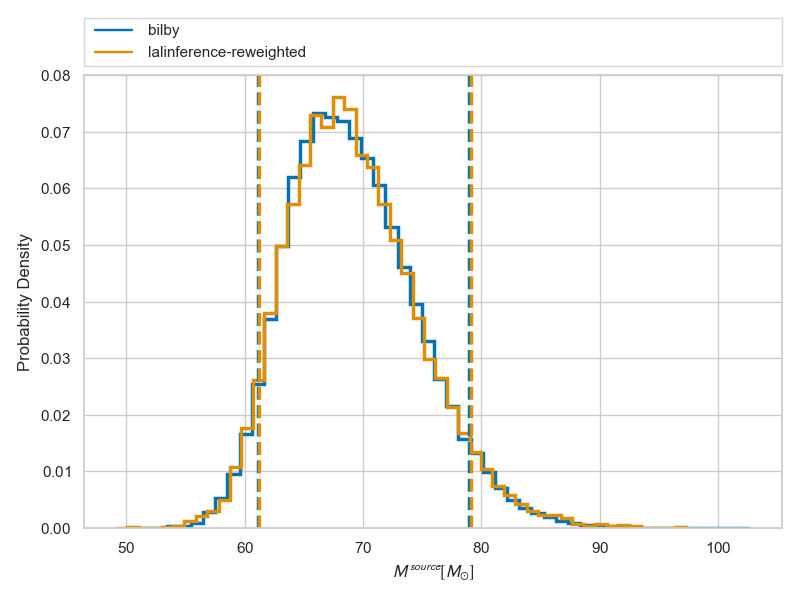 bilby
lalinference-reweighted
0.08
0.07
0.06
0.05
0.04
0.03
0.02
0.01
0.00
Probability Density
50 60 70 80 90 100
M^source[M_⊙]